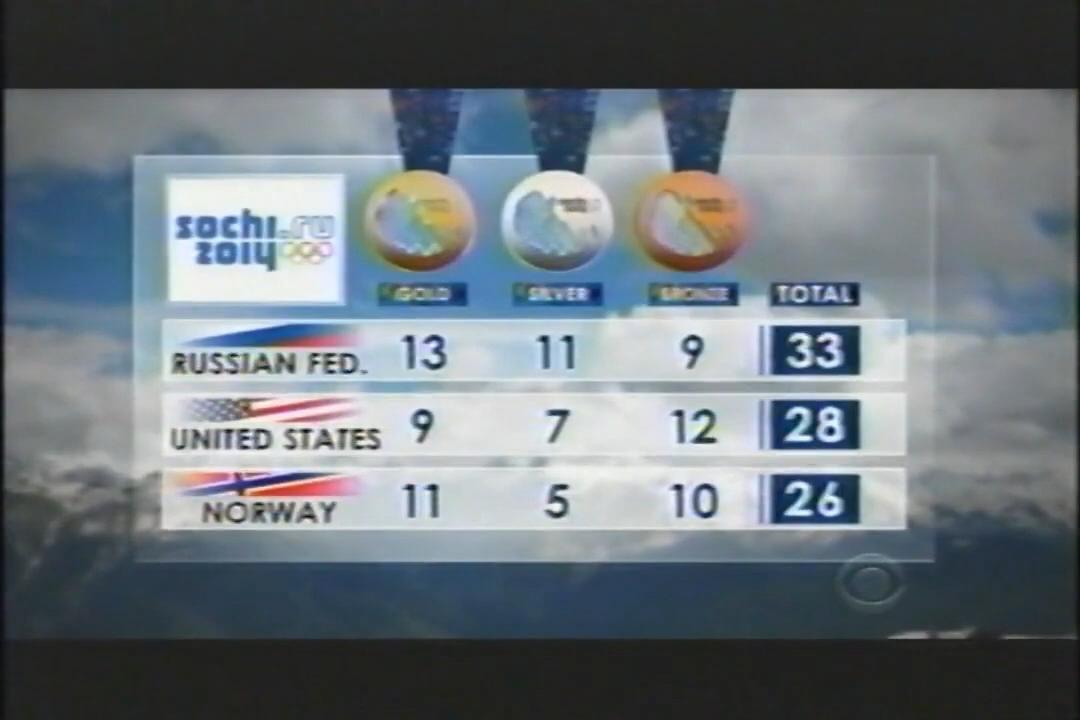 sochi.ru
2014
GOLD SILVER BRONZE TOTAL
RUSSIAN FED. 13 11 9 33
UNITED STATES 9 7 12 28
NORWAY 11 5 10 26